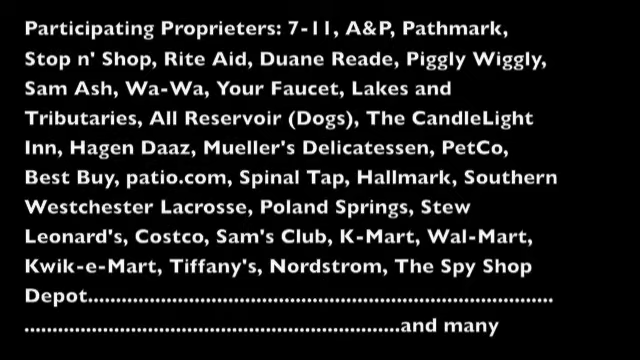 Participating Proprieters: 7-11, A&P, Pathmark,
Stop n' Shop, Rite Aid, Duane Reade, Piggly Wiggly,
Sam Ash, Wa-Wa, Your Faucet, Lakes and
Tributaries, All Reservoir (Dogs), The CandleLight
Inn, Hagen Daaz, Mueller's Delicatessen, PetCo,
Best Buy, patio.com, Spinal Tap, Hallmark, Southern
Westchester Lacrosse, Poland Springs, Stew
Leonard's, Costco, Sam's Club, K-Mart, Wal-Mart,
Kwik-e-Mart, Tiffany's, Nordstrom, The Spy Shop
Depot...................................................................................
....................................................................and many